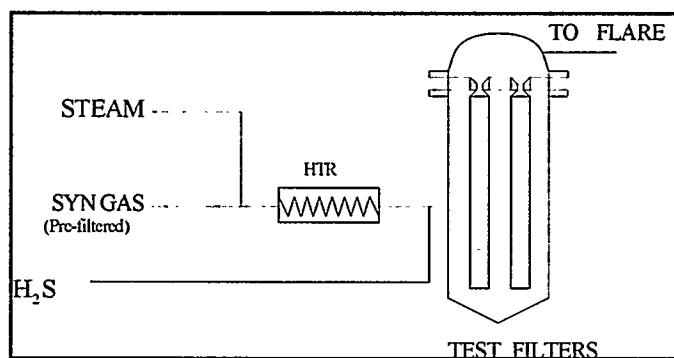 TO FLARE
STEAM
HTR
SYN GAS
(Pre-filtered)
H₂S
TEST FILTERS